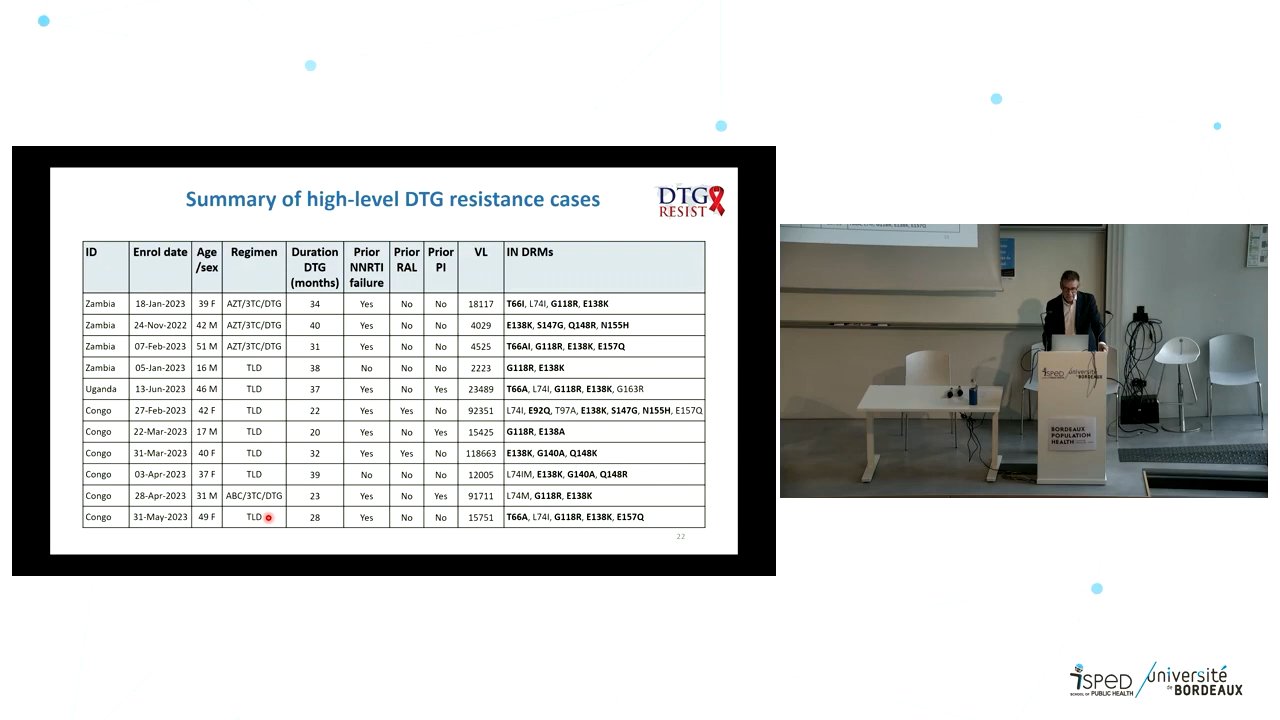 Summary of high-level DTG resistance cases
DTG
RESIST
ID Enrol date Age /sex Regimen Duration DTG (months) Prior NNRTI failure Prior RAL Prior PI VL IN DRMs
Zambia 18-Jan-2023 39 F AZT/3TC/DTG 34 Yes No No 18117 T66I, L74I, G118R, E138K
Zambia 24-Nov-2022 42 M AZT/3TC/DTG 40 Yes No No 4029 E138K, S147G, Q148R, N155H
Zambia 07-Feb-2023 51 M AZT/3TC/DTG 31 Yes No No 4525 T66AI, G118R, E138K, E157Q
Zambia 05-Jan-2023 16 M TLD 38 No No No 2223 G118R, E138K
Uganda 13-Jun-2023 46 M TLD 37 Yes No Yes 23489 T66A, L74I, G118R, E138K, G163R
Congo 27-Feb-2023 42 F TLD 22 Yes Yes No 92351 L74I, E92Q, T97A, E138K, S147G, N155H, E157Q
Congo 22-Mar-2023 17 M TLD 20 Yes No Yes 15425 G118R, E138A
Congo 31-Mar-2023 40 F TLD 32 Yes Yes No 118663 E138K, G140A, Q148K
Congo 03-Apr-2023 37 F TLD 39 No No No 12005 L74IM, E138K, G140A, Q148R
Congo 28-Apr-2023 31 M ABC/3TC/DTG 23 Yes No Yes 91711 L74M, G118R, E138K
Congo 31-May-2023 49 F TLD 28 Yes No No 15751 T66A, L74I, G118R, E138K, E157Q
22
isped université de BORDEAUX
BORDEAUX
POPULATION
HEALTH
isped
SCHOOL OF PUBLIC HEALTH
université
de BORDEAUX